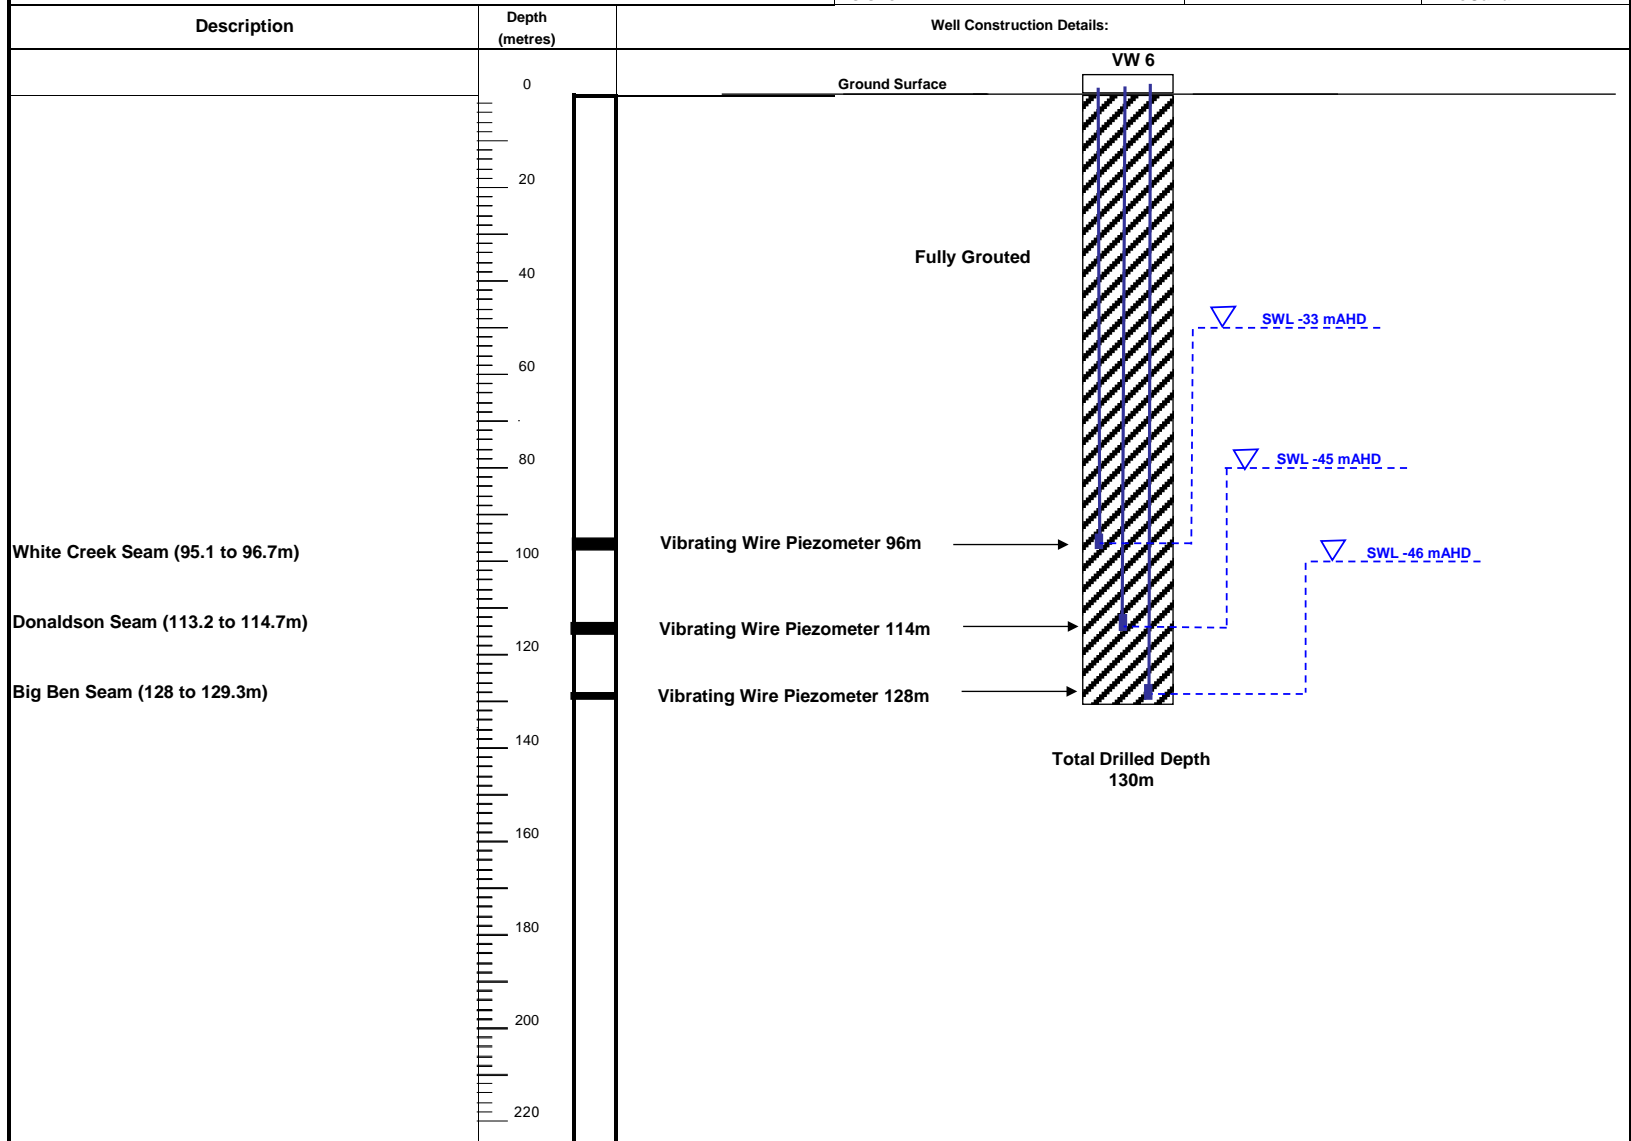 Description
Depth
(metres)
Well Construction Details:
VW 6
0
Ground Surface
20
Fully Grouted
40
SWL -33 mAHD
60
80
SWL -45 mAHD
White Creek Seam (95.1 to 96.7m)
100
Vibrating Wire Piezometer 96m
SWL -46 mAHD
Donaldson Seam (113.2 to 114.7m)
Vibrating Wire Piezometer 114m
120
Big Ben Seam (128 to 129.3m)
Vibrating Wire Piezometer 128m
140
Total Drilled Depth
130m
160
180
200
220